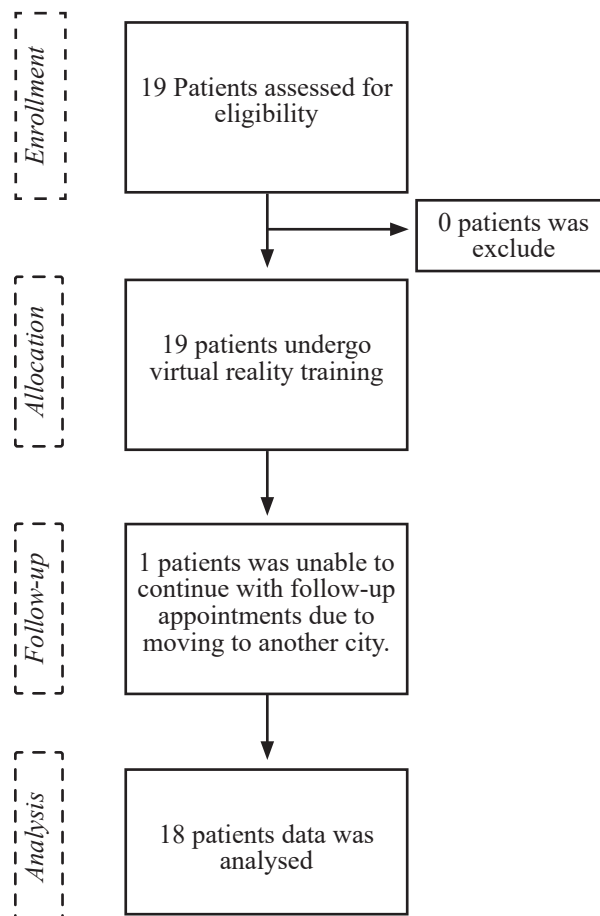 Enrollment
19 Patients assessed for
eligibility
0 patients was
exclude
Allocation
19 patients undergo
virtual reality training
Follow-up
1 patients was unable to
continue with follow-up
appointments due to
moving to another city.
Analysis
18 patients data was
analysed